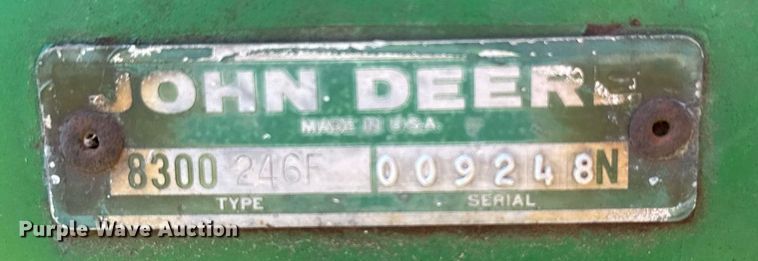 JOHN DEERE
MADE IN U.S.A.
8300 246F 009248N
TYPE SERIAL
Purple Wave Auction